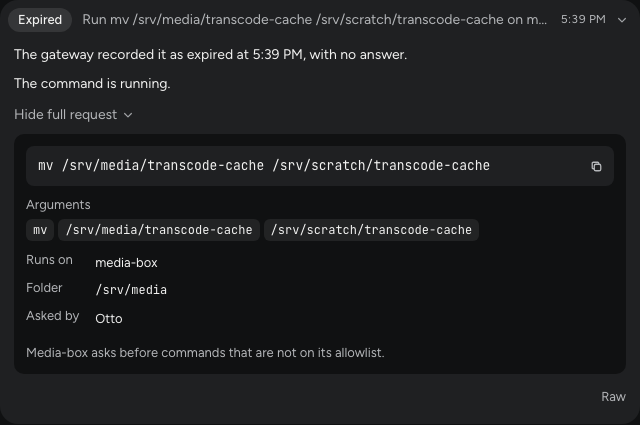 Expired Run mv /srv/media/transcode-cache /srv/scratch/transcode-cache on m... 5:39 PM
The gateway recorded it as expired at 5:39 PM, with no answer.
The command is running.
Hide full request
mv /srv/media/transcode-cache /srv/scratch/transcode-cache
Arguments
mv /srv/media/transcode-cache /srv/scratch/transcode-cache
Runs on media-box
Folder /srv/media
Asked by Otto
Media-box asks before commands that are not on its allowlist.
Raw